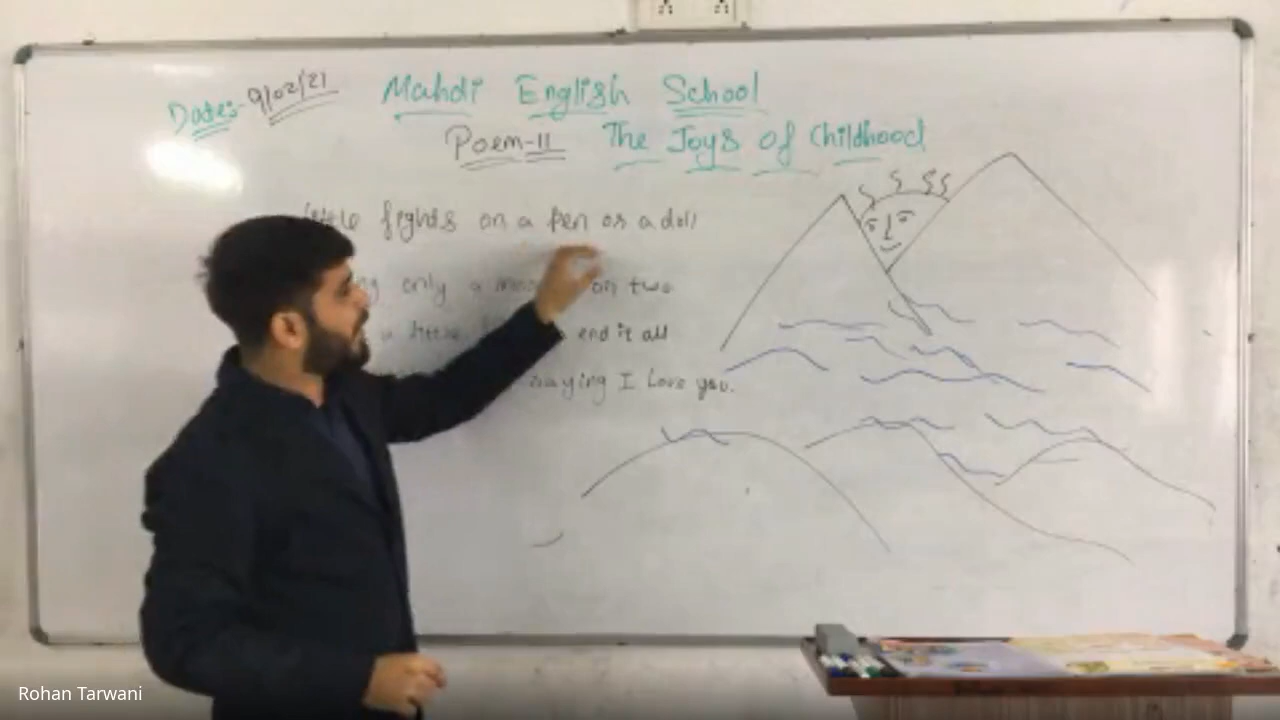 Date:- 9/02/21
Mahdi English School
Poem-11 The Joys of Childhood
fights on a pen or a doll
only a on two
end it all
saying I Love you.
Rohan Tarwani